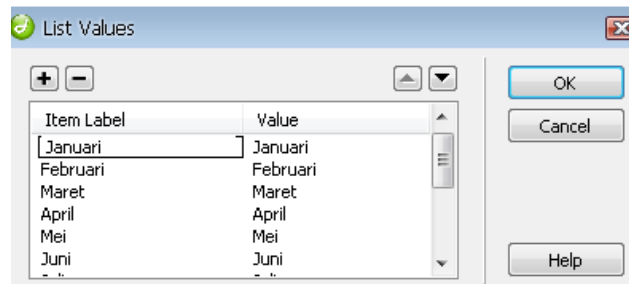 List Values
OK
Item Label Value
Cancel
Januari Januari
Februari Februari
Maret Maret
April April
Mei Mei
Juni Juni
Help